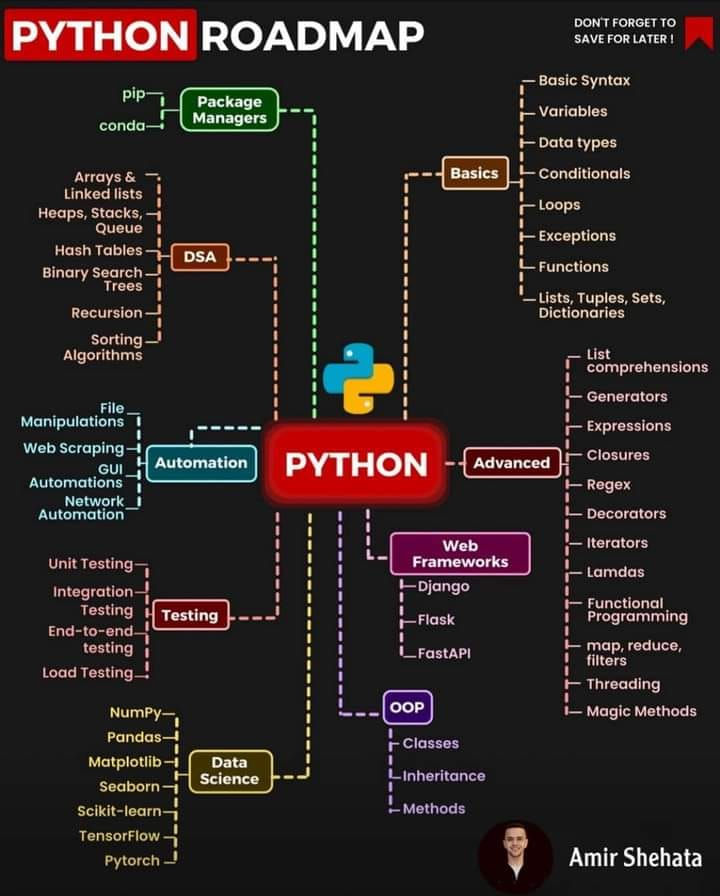 PYTHON ROADMAP
DON'T FORGET TO
SAVE FOR LATER !
Package
Managers
pip
conda
Basics
Basic Syntax
Variables
Data types
Conditionals
Loops
Exceptions
Functions
Lists, Tuples, Sets,
Dictionaries
DSA
Arrays &
Linked lists
Heaps, Stacks,
Queue
Hash Tables
Binary Search
Trees
Recursion
Sorting
Algorithms
PYTHON
Automation
File
Manipulations
Web Scraping
GUI
Automations
Network
Automation
Advanced
List
comprehensions
Generators
Expressions
Closures
Regex
Decorators
Iterators
Lamdas
Functional
Programming
map, reduce,
filters
Threading
Magic Methods
Web
Frameworks
Django
Flask
FastAPI
Testing
Unit Testing
Integration
Testing
End-to-end
testing
Load Testing
OOP
Classes
Inheritance
Methods
Data
Science
NumPy
Pandas
Matplotlib
Seaborn
Scikit-learn
TensorFlow
Pytorch
Amir Shehata